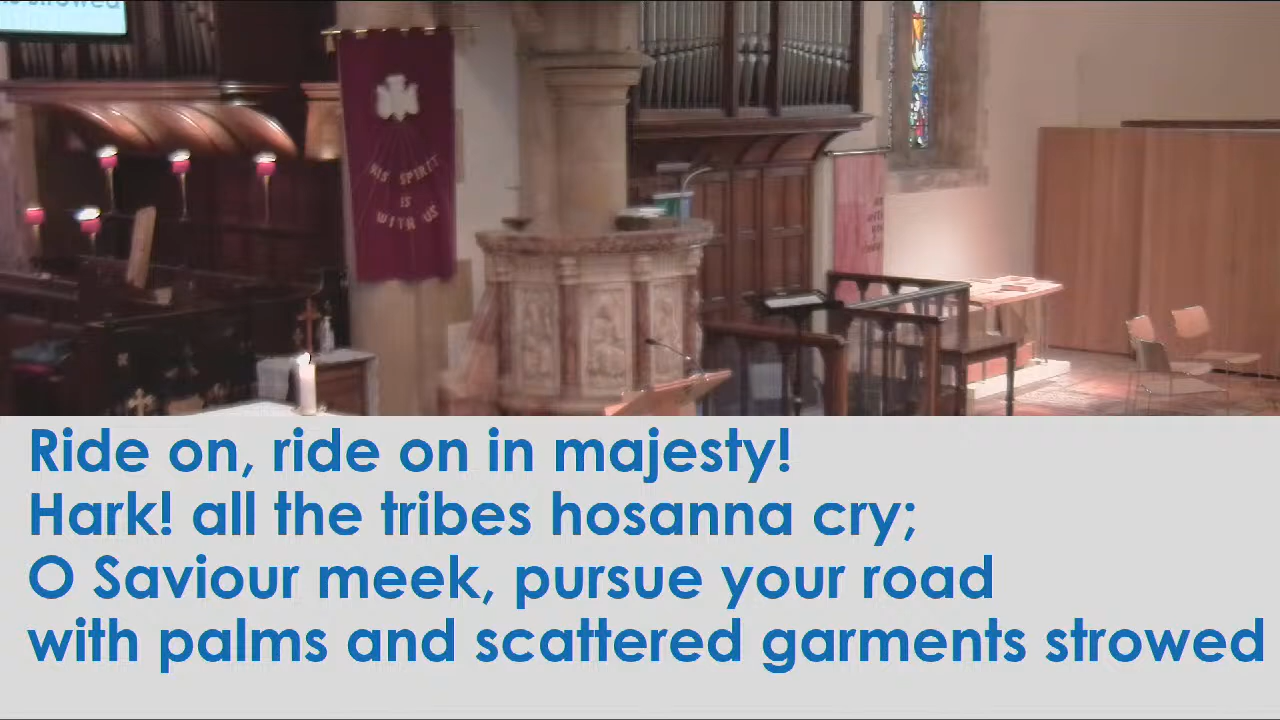 strowed
HIS SPIRIT
IS
WITH US
Ride on, ride on in majesty!
Hark! all the tribes hosanna cry;
O Saviour meek, pursue your road
with palms and scattered garments strowed